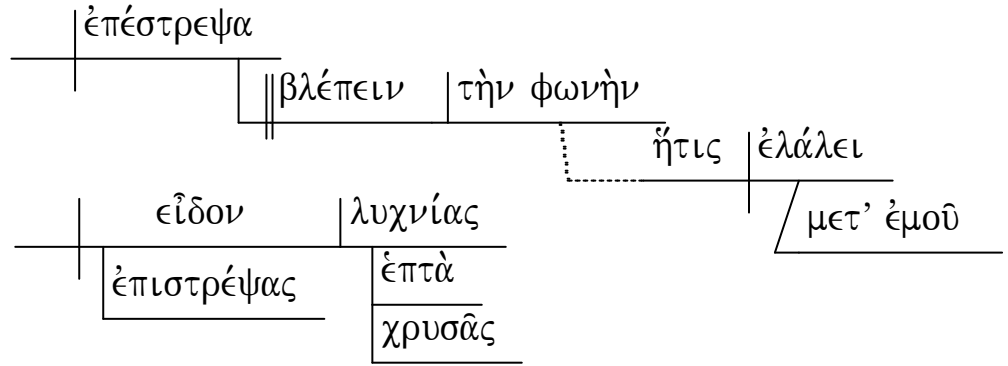 ἐπέστρεψα
βλέπειν τὴν φωνὴν
ἥτις ἐλάλει
μετ’ ἐμοῦ
εἶδον λυχνίας
ἐπιστρέψας ἑπτὰ
χρυσᾶς